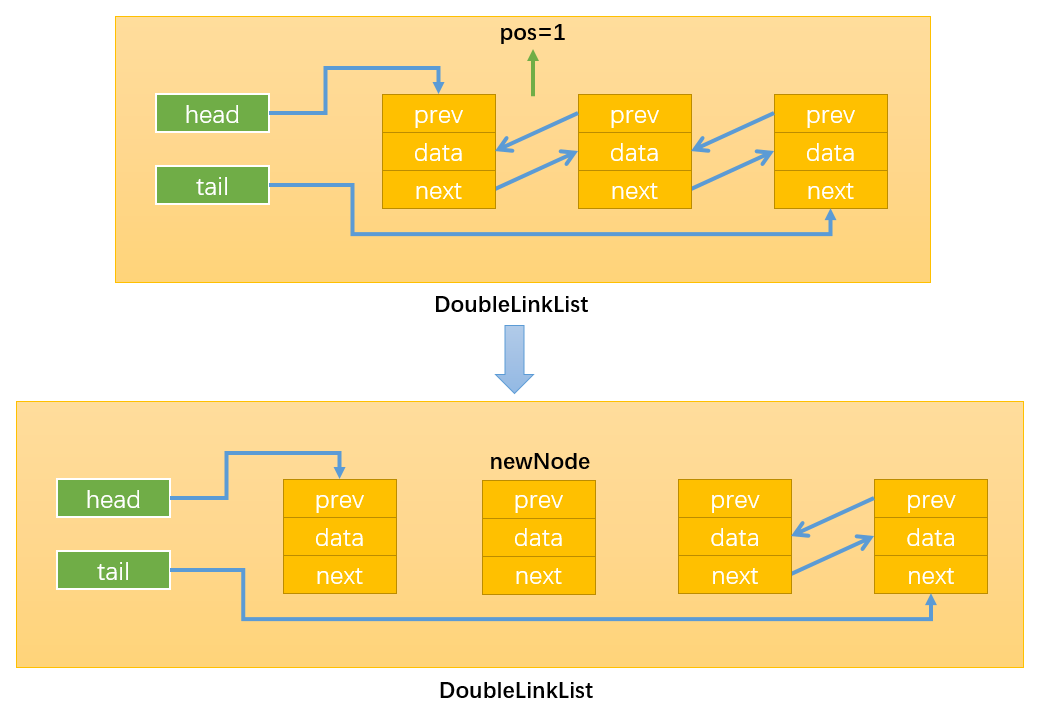 pos=1
head
prev
prev
prev
data
data
data
tail
next
next
next
DoubleLinkList
newNode
head
prev
prev
prev
prev
data
data
data
data
tail
next
next
next
next
DoubleLinkList